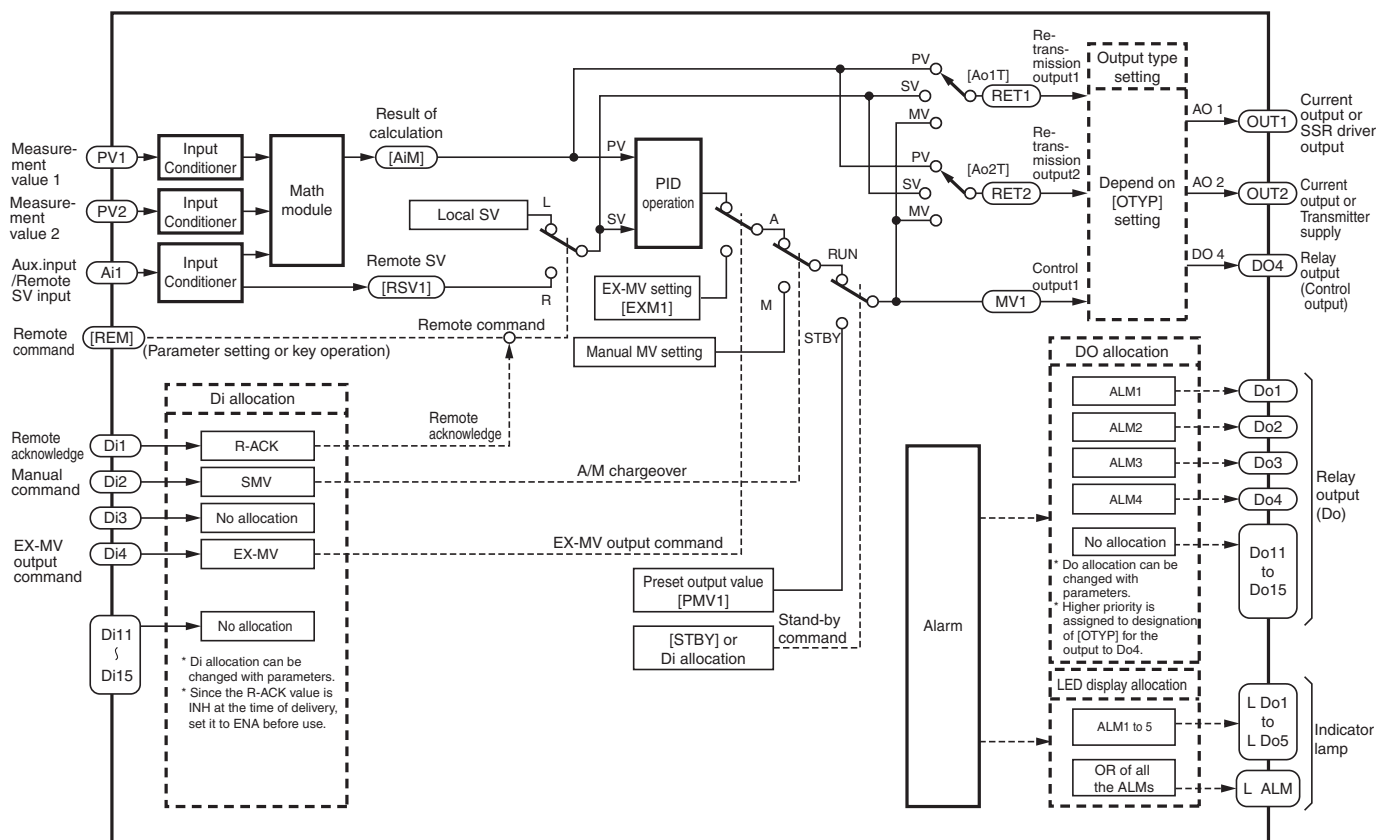 Measure-
ment
value 1
PV1
Input
Conditioner
Measure-
ment
value 2
PV2
Input
Conditioner
Aux.input
/Remote
SV input
Ai1
Input
Conditioner
Math
module
Result of
calculation
[AiM]
Remote SV
[RSV1]
Local SV
L
R
PV
SV
PID
operation
EX-MV setting
[EXM1]
Manual MV setting
A
M
RUN
STBY
Remote
command
[REM]
(Parameter setting or key operation)
Remote command
PV
SV
MV
[Ao1T]
RET1
Re-
trans-
mission
output1
PV
SV
MV
[Ao2T]
RET2
Re-
trans-
mission
output2
MV1
Control
output1
Output type
setting
Depend on
[OTYP]
setting
AO 1
OUT1
Current
output or
SSR driver
output
AO 2
OUT2
Current
output or
Transmitter
supply
DO 4
DO4
Relay
output
(Control
output)
Di allocation
Remote
acknowledge
Di1
R-ACK
Remote
acknowledge
Manual
command
Di2
SMV
A/M chargeover
Di3
No allocation
EX-MV
output
command
Di4
EX-MV
EX-MV output command
Di11
~
Di15
No allocation
* Di allocation can be
changed with parameters.
* Since the R-ACK value is
INH at the time of delivery,
set it to ENA before use.
Preset output value
[PMV1]
[STBY] or
Di allocation
Stand-by
command
Alarm
DO allocation
ALM1
Do1
ALM2
Do2
ALM3
Do3
ALM4
Do4
No allocation
Do11
to
Do15
Relay
output
(Do)
* Do allocation can be
changed with
parameters.
* Higher priority is
assigned to designation
of [OTYP] for the
output to Do4.
LED display allocation
ALM1 to 5
L Do1
to
L Do5
OR of all
the ALMs
L ALM
Indicator
lamp